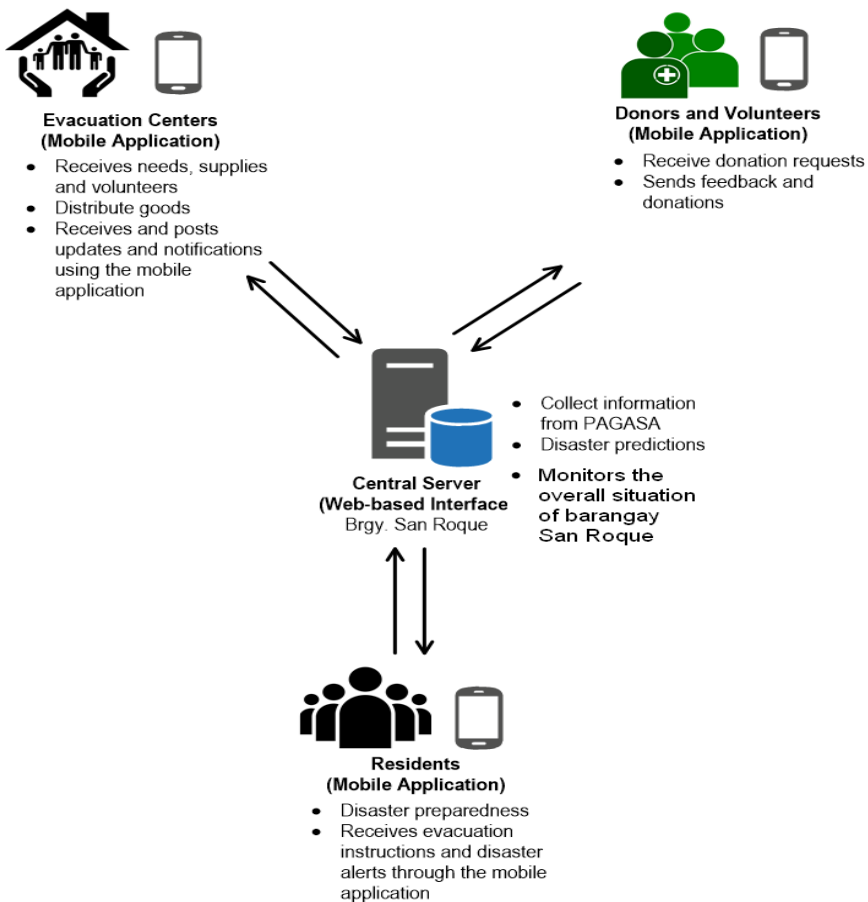 Evacuation Centers
(Mobile Application)
• Receives needs, supplies
and volunteers
• Distribute goods
• Receives and posts
updates and notifications
using the mobile
application
Donors and Volunteers
(Mobile Application)
• Receive donation requests
• Sends feedback and
donations
Central Server
(Web-based Interface
Brgy. San Roque
• Collect information
from PAGASA
• Disaster predictions
• Monitors the
overall situation
of barangay
San Roque
Residents
(Mobile Application)
• Disaster preparedness
• Receives evacuation
instructions and disaster
alerts through the mobile
application